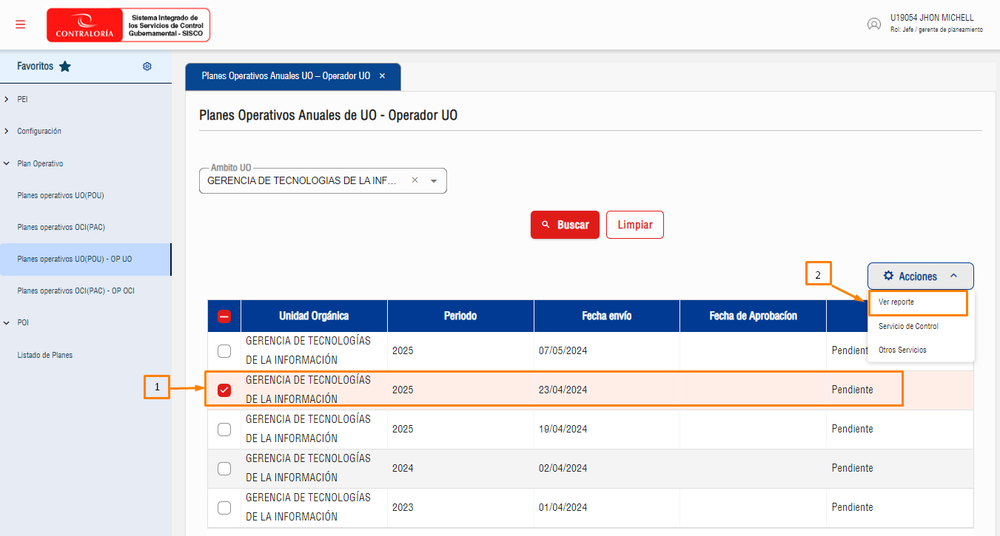 CONTRALORÍA
Sistema Integrado de
los Servicios de Control
Gubernamental - SISCO
U19054 JHON MICHELL
Rol: Jefe / gerente de planeamiento
Favoritos
PEI
Configuración
Plan Operativo
Planes operativos UO(POU)
Planes operativos OCI(PAC)
Planes operativos UO(POU) - OP UO
Planes operativos OCI(PAC) - OP OCI
POI
Listado de Planes
Planes Operativos Anuales UO – Operador UO ×
Planes Operativos Anuales de UO - Operador UO
Ambito UO
GERENCIA DE TECNOLOGIAS DE LA INF... ×
Buscar Limpiar
2
Acciones
Ver reporte
Servicio de Control
Otros Servicios
Unidad Orgánica Periodo Fecha envío Fecha de Aprobacíon
GERENCIA DE TECNOLOGÍAS
DE LA INFORMACIÓN 2025 07/05/2024 Pendiente
1
GERENCIA DE TECNOLOGÍAS
DE LA INFORMACIÓN 2025 23/04/2024 Pendiente
GERENCIA DE TECNOLOGÍAS
DE LA INFORMACIÓN 2025 19/04/2024 Pendiente
GERENCIA DE TECNOLOGÍAS
DE LA INFORMACIÓN 2024 02/04/2024 Pendiente
GERENCIA DE TECNOLOGÍAS
DE LA INFORMACIÓN 2023 01/04/2024 Pendiente